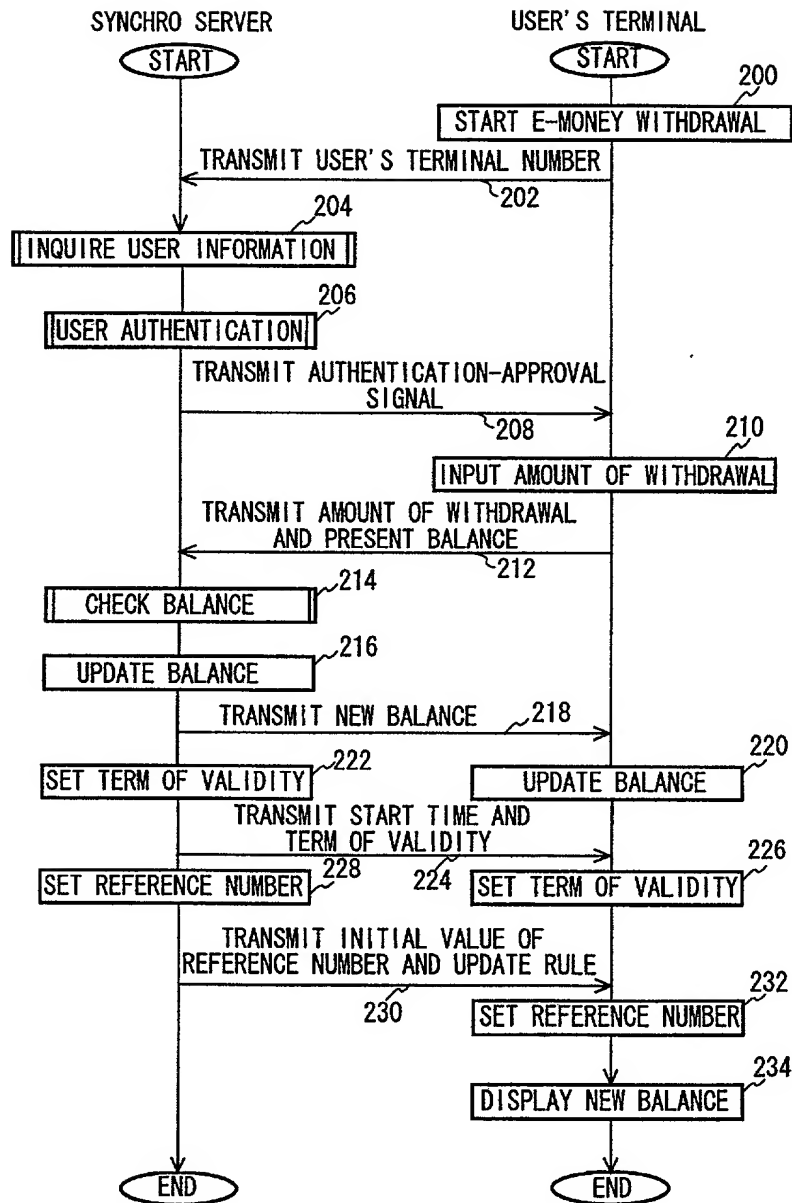 SYNCHRO SERVER
USER'S TERMINAL
START
START
200
START E-MONEY WITHDRAWAL
TRANSMIT USER'S TERMINAL NUMBER
202
204
INQUIRE USER INFORMATION
206
USER AUTHENTICATION
TRANSMIT AUTHENTICATION-APPROVAL
SIGNAL
208
210
INPUT AMOUNT OF WITHDRAWAL
TRANSMIT AMOUNT OF WITHDRAWAL
AND PRESENT BALANCE
212
214
CHECK BALANCE
216
UPDATE BALANCE
TRANSMIT NEW BALANCE
218
222
SET TERM OF VALIDITY
220
UPDATE BALANCE
TRANSMIT START TIME AND
TERM OF VALIDITY
224
228
SET REFERENCE NUMBER
226
SET TERM OF VALIDITY
TRANSMIT INITIAL VALUE OF
REFERENCE NUMBER AND UPDATE RULE
230
232
SET REFERENCE NUMBER
234
DISPLAY NEW BALANCE
END
END